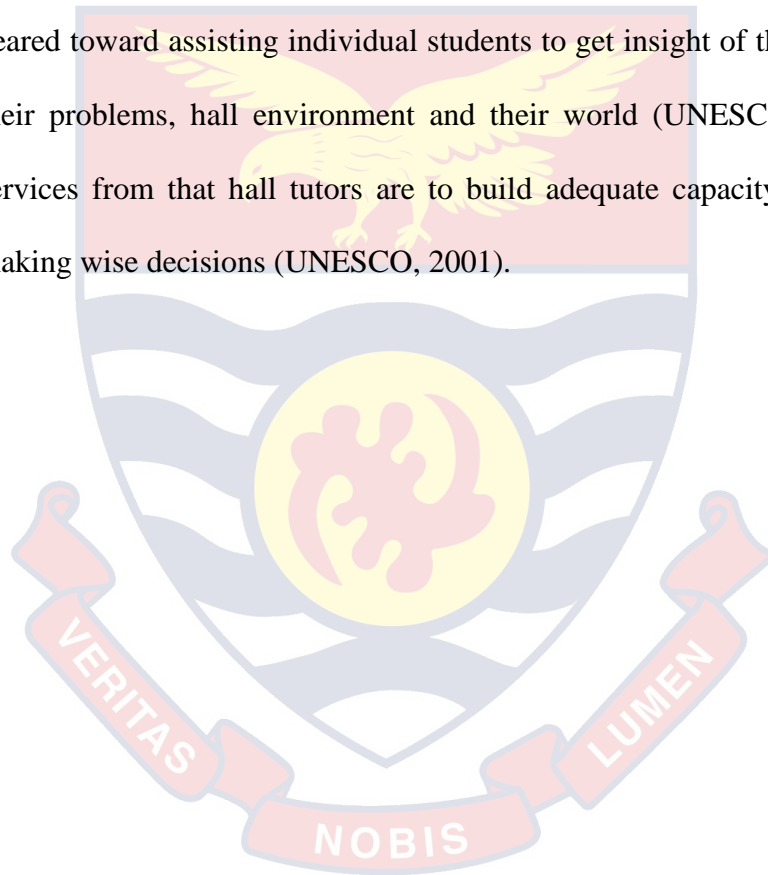 eared toward assisting individual students to get insight of th
eir problems, hall environment and their world (UNESC
ervices from that hall tutors are to build adequate capacity
aking wise decisions (UNESCO, 2001).
VERITAS
NOBIS
LUMEN